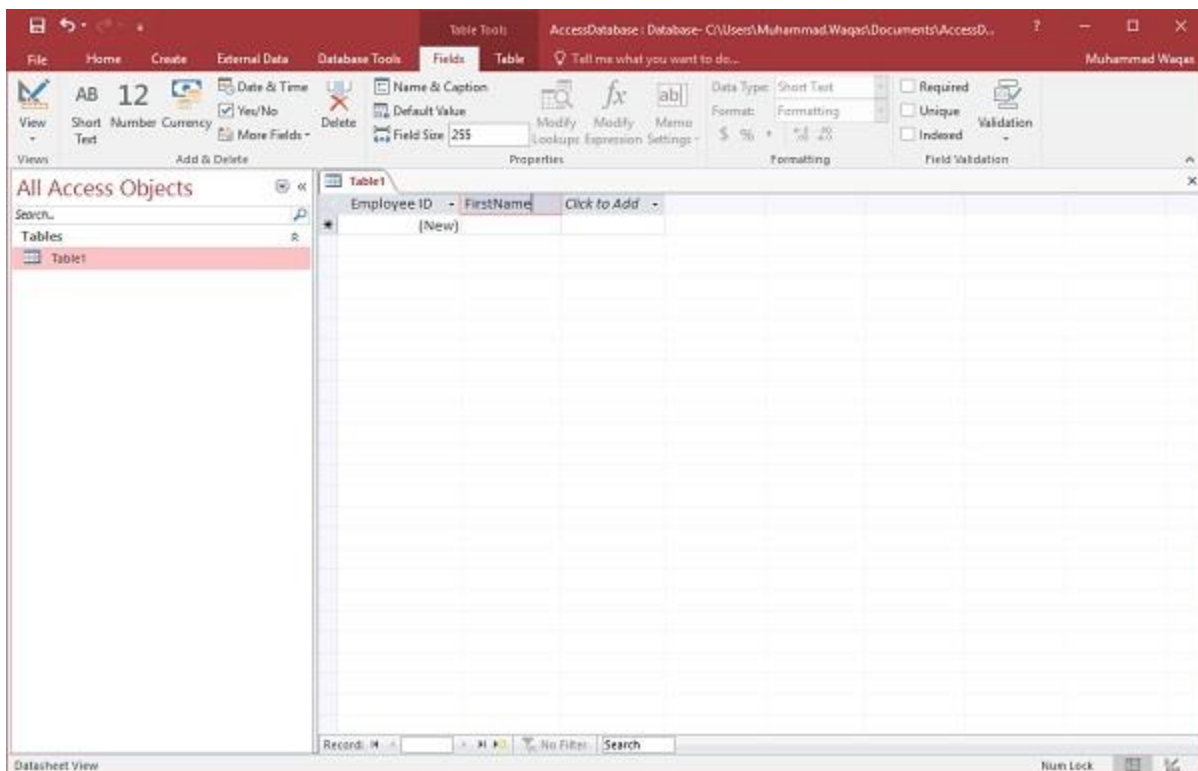 Table Tools AccessDatabase : Database- C:\Users\Muhammad.Waqas\Documents\AccessD... ?
File Home Create External Data Database Tools Fields Table Tell me what you want to do... Muhammad Waqas
View
AB Short Text
12 Number
Currency
Date & Time
Yes/No
More Fields
Delete
Name & Caption
Default Value
Field Size 255
Modify Lookups
fx Modify Expression
ab| Memo Settings
Data Type: Short Text
Format: Formatting
$ % ,
Required
Unique
Indexed
Validation
Views Add & Delete Properties Formatting Field Validation
All Access Objects
Search...
Tables
Table1
Table1
Employee ID FirstName Click to Add
(New)
Record: No Filter Search
Datasheet View Num Lock